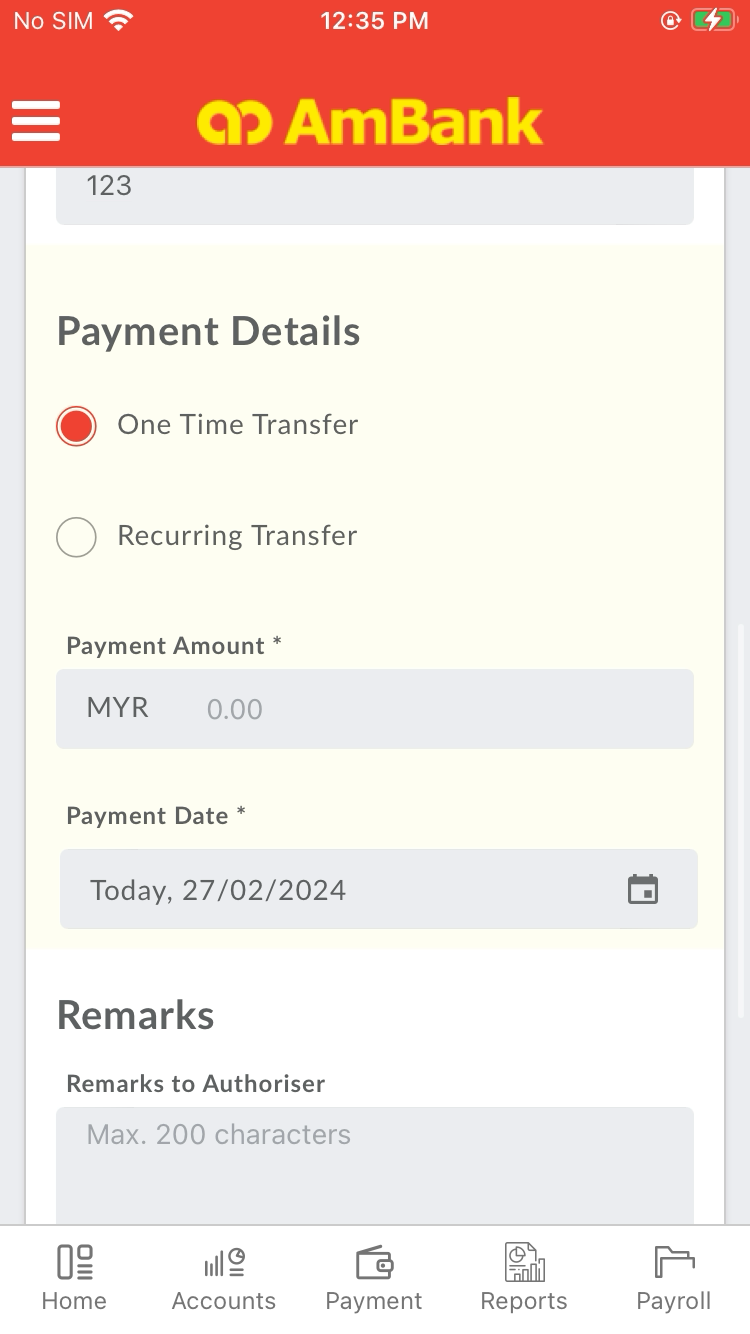 No SIM 12:35 PM
AmBank
123
Payment Details
One Time Transfer
Recurring Transfer
Payment Amount *
MYR 0.00
Payment Date *
Today, 27/02/2024
Remarks
Remarks to Authoriser
Max. 200 characters
Home Accounts Payment Reports Payroll